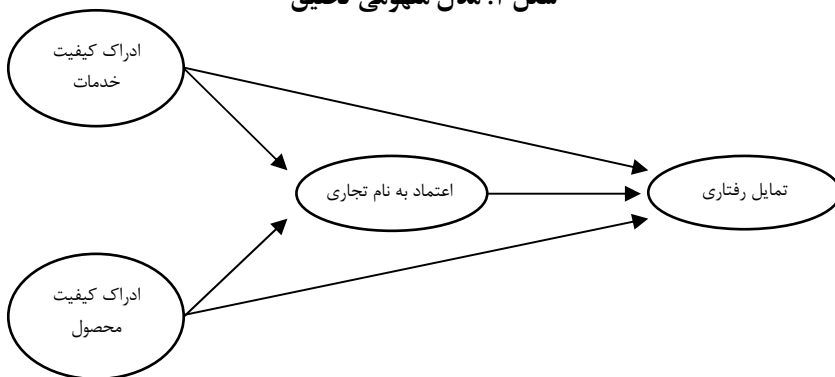 ادراک کیفیت
خدمات
اعتماد به نام تجاری
تمایل رفتاری
ادراک کیفیت
محصول